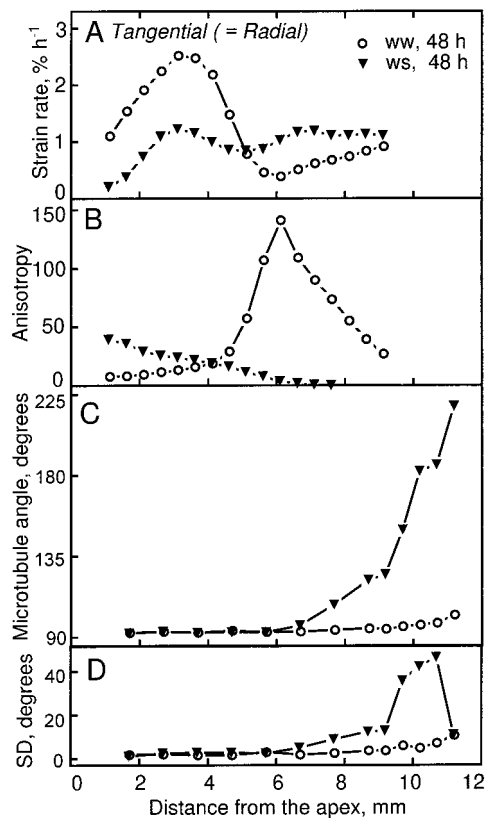 A Tangential ( = Radial)
ww, 48 h
ws, 48 h
Strain rate, % h-1
3
2
1
0
B
Anisotropy
150
100
50
0
C
Microtubule angle, degrees
225
180
135
90
D
SD, degrees
40
20
0
0 2 4 6 8 10 12
Distance from the apex, mm